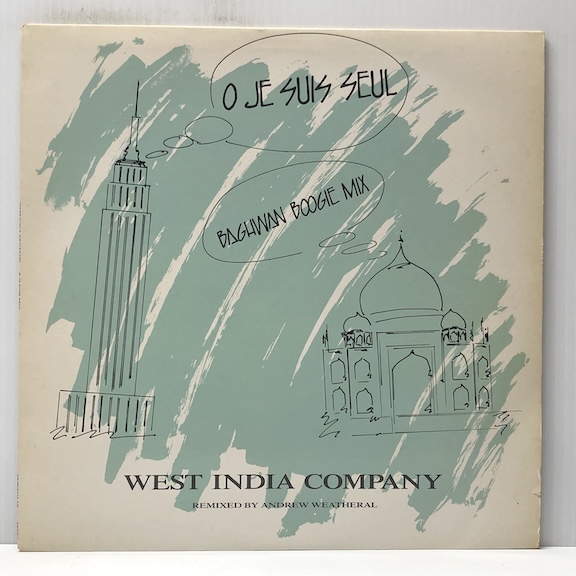 O JE SUIS SEUL
BAGHWAN BOOGIE MIX
WEST INDIA COMPANY
REMIXED BY ANDREW WEATHERAL